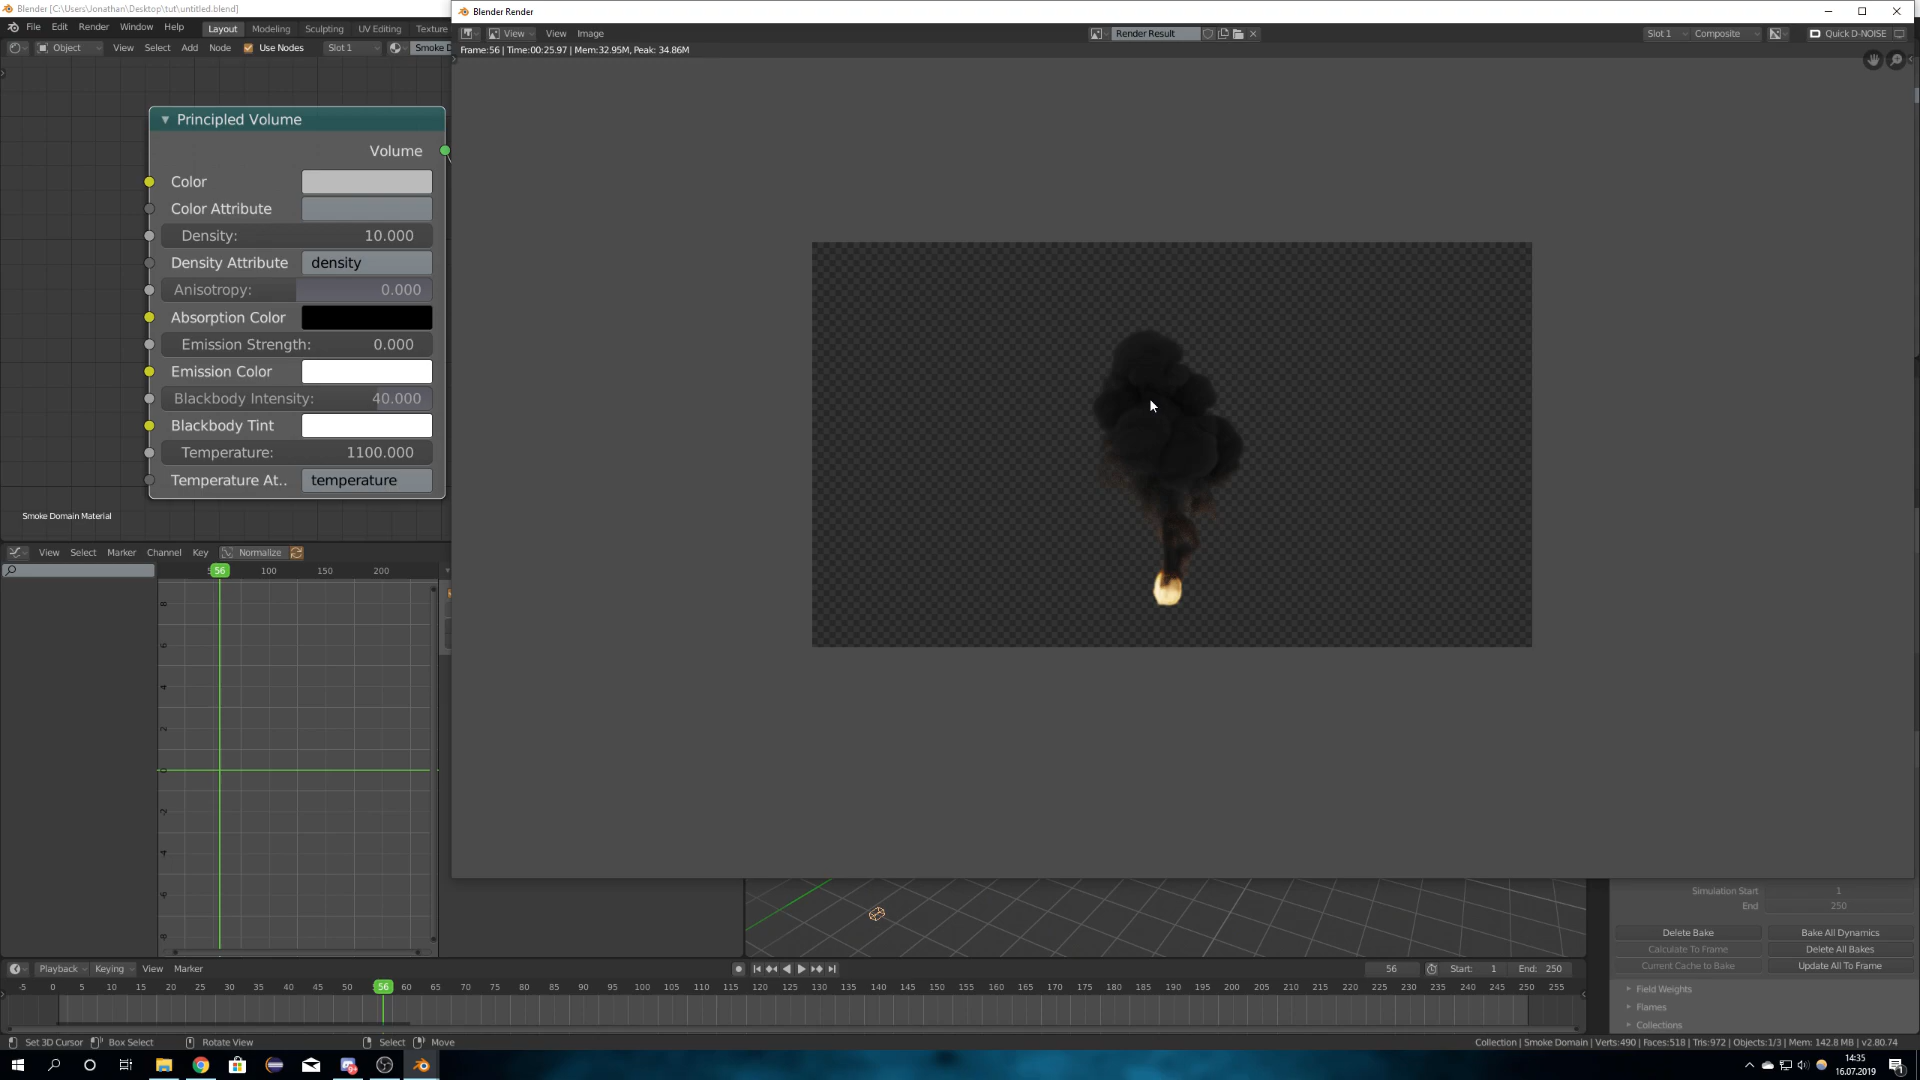 Blender [C:\Users\Jonathan\Desktop\tut\untitled.blend]
File Edit Render Window Help Layout Modeling Sculpting UV Editing Texture
Object View Select Add Node Use Nodes Slot 1 Smoke D
Blender Render
View View Image Render Result Slot 1 Composite Quick D-NOISE
Frame:56 | Time:00:25.97 | Mem:32.95M, Peak: 34.86M
Principled Volume
Volume
Color
Color Attribute
Density: 10.000
Density Attribute density
Anisotropy: 0.000
Absorption Color
Emission Strength: 0.000
Emission Color
Blackbody Intensity: 40.000
Blackbody Tint
Temperature: 1100.000
Temperature At.. temperature
Smoke Domain Material
View Select Marker Channel Key Normalize
56 100 150 200
8
6
4
2
0
-2
-4
-6
-8
Simulation Start 1
End 250
Delete Bake Bake All Dynamics
Calculate To Frame Delete All Bakes
Current Cache to Bake Update All To Frame
Field Weights
Flames
Collections
Playback Keying View Marker 56 Start: 1 End: 250
-5 0 5 10 15 20 25 30 35 40 45 50 56 60 65 70 75 80 85 90 95 100 105 110 115 120 125 130 135 140 145 150 155 160 165 170 175 180 185 190 195 200 205 210 215 220 225 230 235 240 245 250 255
Set 3D Cursor Box Select Rotate View Select Move
Collection | Smoke Domain | Verts:490 | Faces:518 | Tris:972 | Objects:1/3 | Mem: 142.8 MB | v2.80.74
14:35
16.07.2019